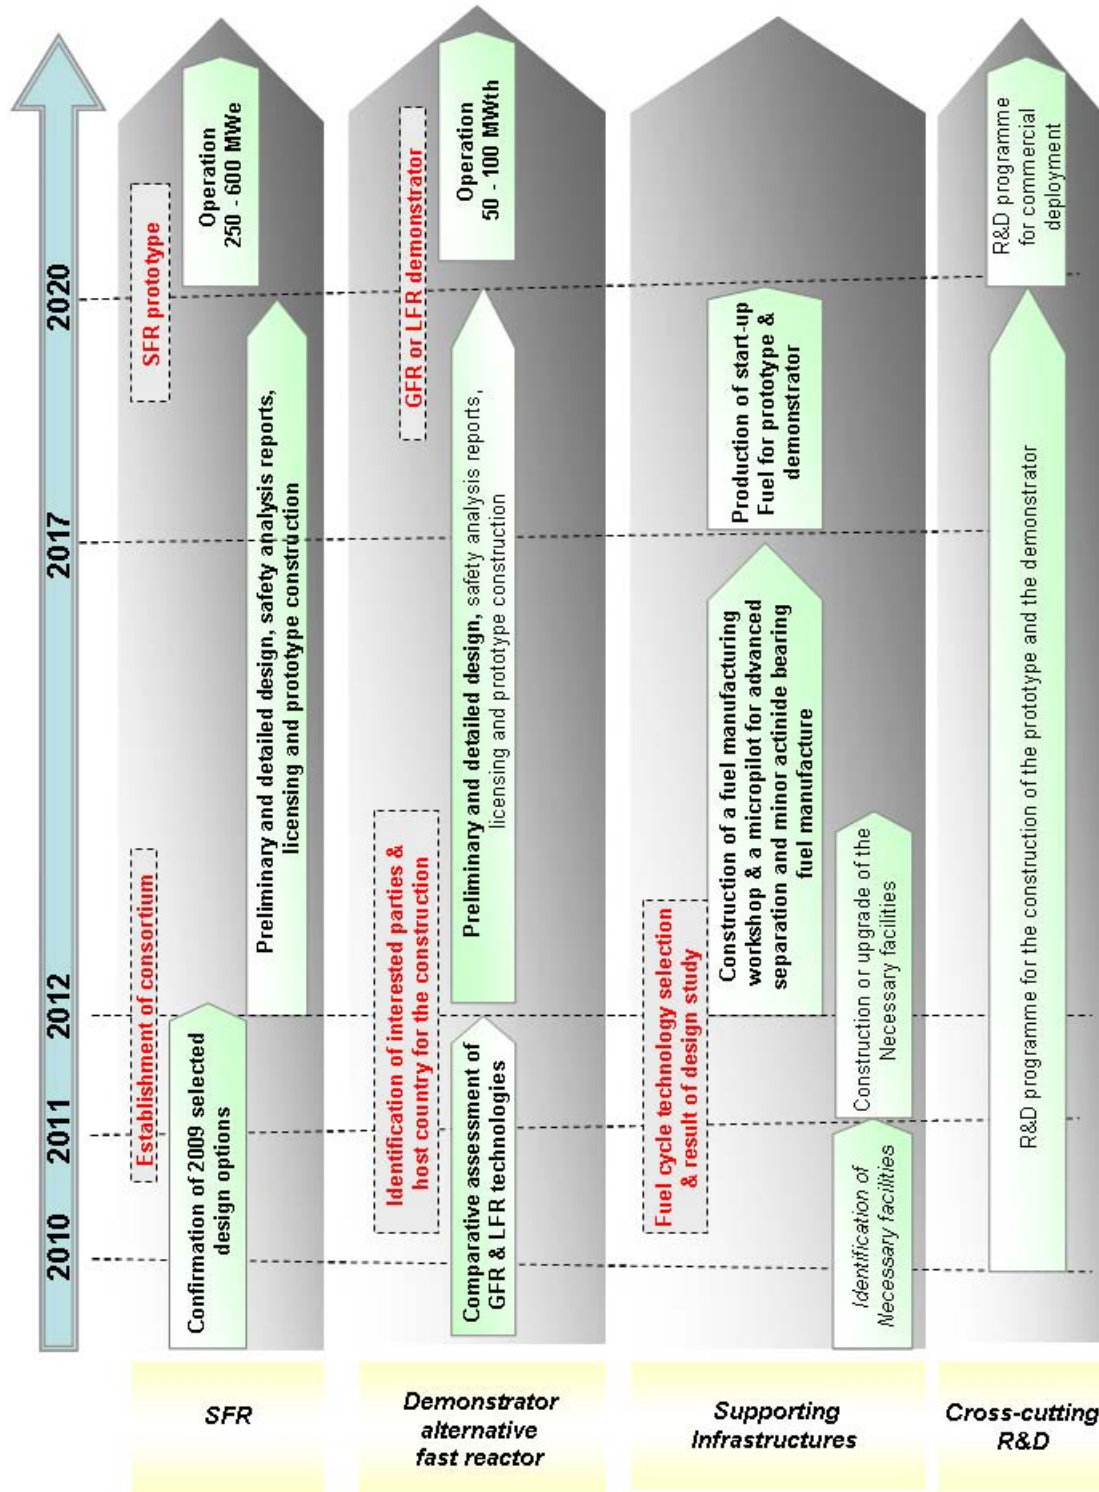 2010
2011
2012
2017
2020
SFR
Establishment of consortium
SFR prototype
Confirmation of 2009 selected
design options
Operation
250 - 600 MWe
Preliminary and detailed design, safety analysis reports,
licensing and prototype construction
Demonstrator
alternative
fast reactor
Identification of interested parties &
host country for the construction
GFR or LFR demonstrator
Comparative assessment of
GFR & LFR technologies
Preliminary and detailed design, safety analysis reports,
licensing and prototype construction
Operation
50 - 100 MWth
Supporting
Infrastructures
Fuel cycle technology selection
& result of design study
Construction of a fuel manufacturing
workshop & a micropilot for advanced
separation and minor actinide bearing
fuel manufacture
Production of start-up
Fuel for prototype &
demonstrator
Identification of
Necessary facilities
Construction or upgrade of the
Necessary facilities
Cross-cutting
R&D
R&D programme for the construction of the prototype and the demonstrator
R&D programme
for commercial
deployment